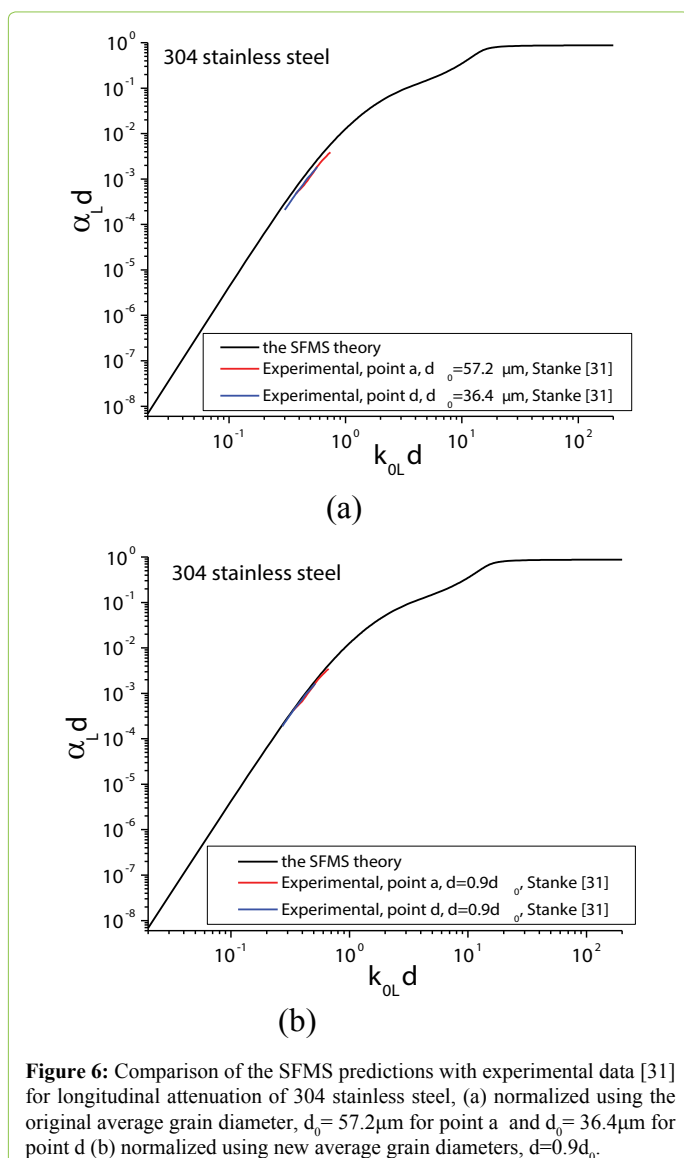 304 stainless steel
10^0
10^-1
10^-2
10^-3
10^-4
10^-5
10^-6
10^-7
10^-8
α_L d
the SFMS theory
Experimental, point a, d_0=57.2 μm, Stanke [31]
Experimental, point d, d_0=36.4 μm, Stanke [31]
10^-1 10^0 10^1 10^2
k_0L d
(a)
304 stainless steel
10^0
10^-1
10^-2
10^-3
10^-4
10^-5
10^-6
10^-7
10^-8
α_L d
the SFMS theory
Experimental, point a, d=0.9d_0, Stanke [31]
Experimental, point d, d=0.9d_0, Stanke [31]
10^-1 10^0 10^1 10^2
k_0L d
(b)
Figure 6: Comparison of the SFMS predictions with experimental data [31]
for longitudinal attenuation of 304 stainless steel, (a) normalized using the
original average grain diameter, d_0= 57.2μm for point a and d_0= 36.4μm for
point d (b) normalized using new average grain diameters, d=0.9d_0.